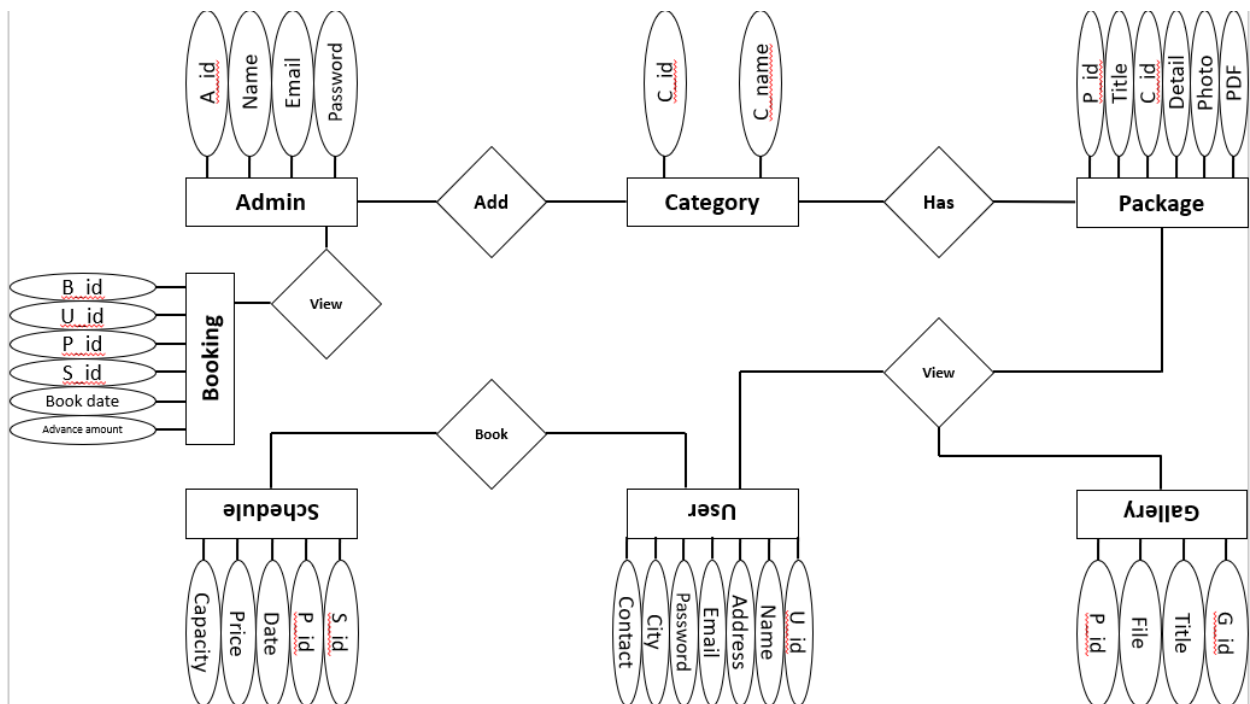 A_id
Name
Email
Password
C_id
C_name
P_id
Title
C_id
Detail
Photo
PDF
Admin
Add
Category
Has
Package
B_id
U_id
P_id
S_id
Book date
Advance amount
Booking
View
View
Book
Schedule
User
Gallery
Capacity
Price
Date
P_id
S_id
Contact
City
Password
Email
Address
Name
U_id
P_id
File
Title
G_id